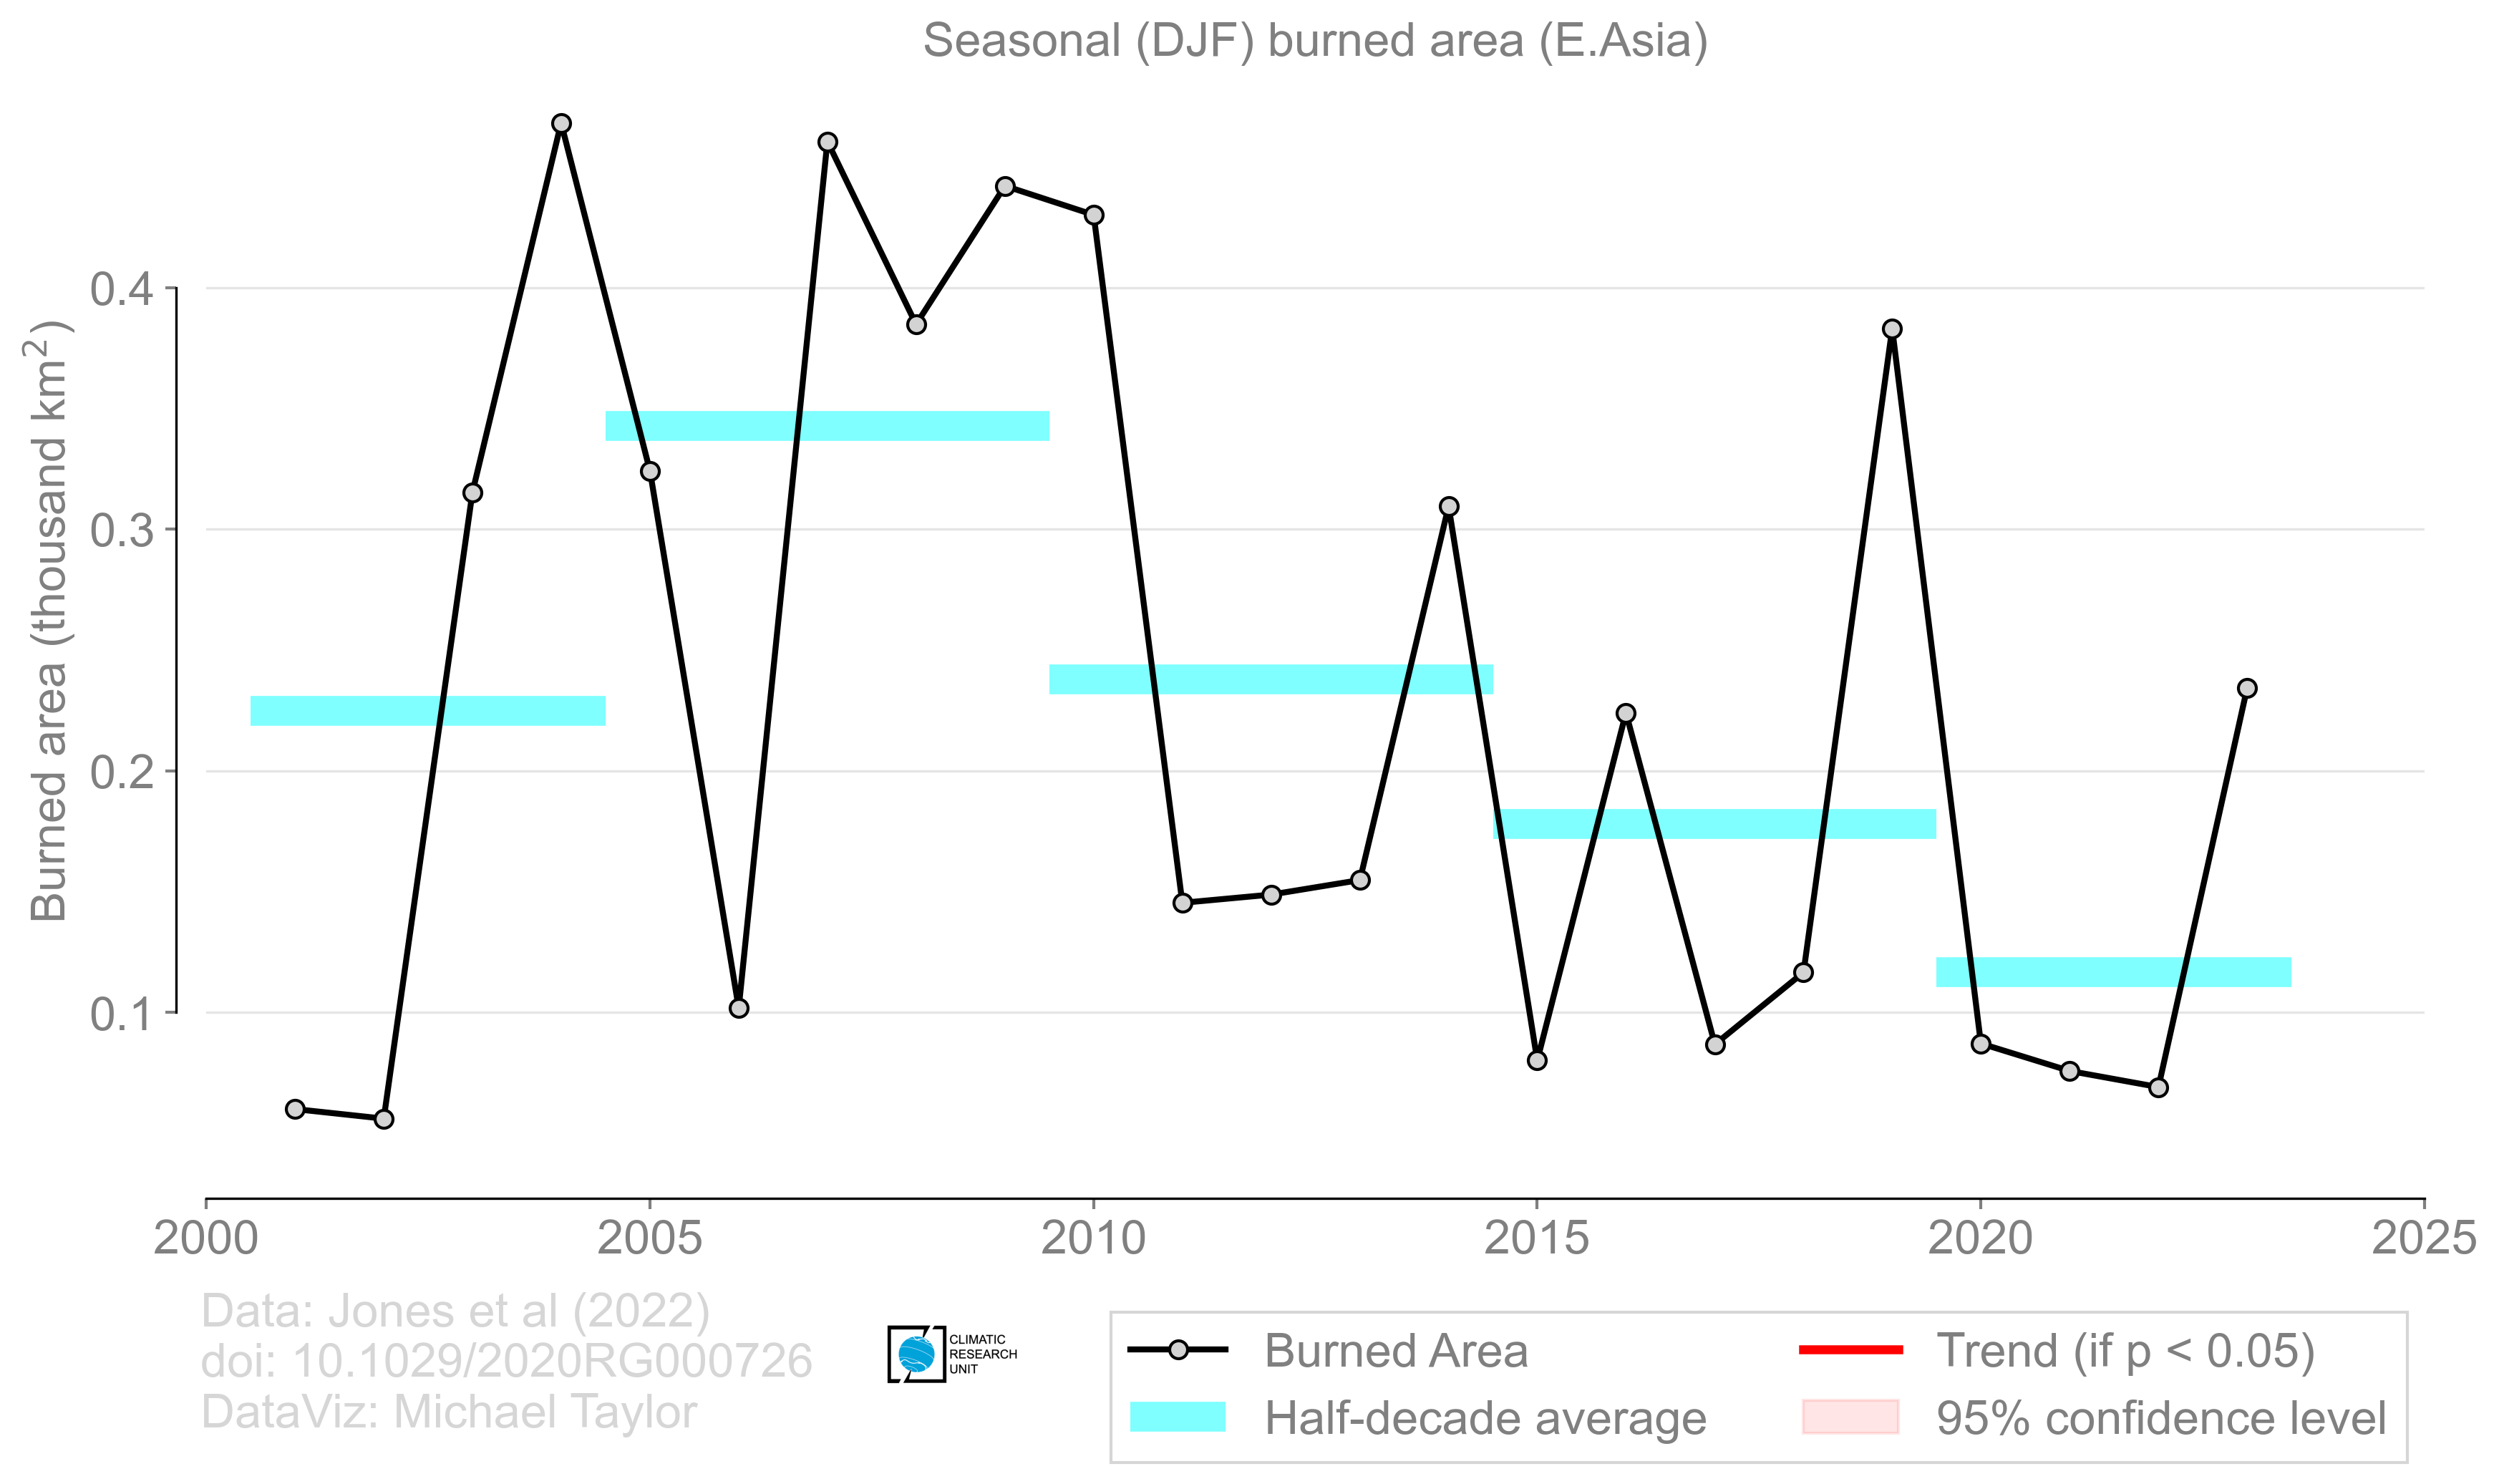 Seasonal (DJF) burned area (E.Asia)
Burned area (thousand km²)
0.4
0.3
0.2
0.1
2000 2005 2010 2015 2020 2025
Data: Jones et al (2022)
doi: 10.1029/2020RG000726
DataViz: Michael Taylor
CLIMATIC
RESEARCH
UNIT
Burned Area
Half-decade average
Trend (if p < 0.05)
95% confidence level